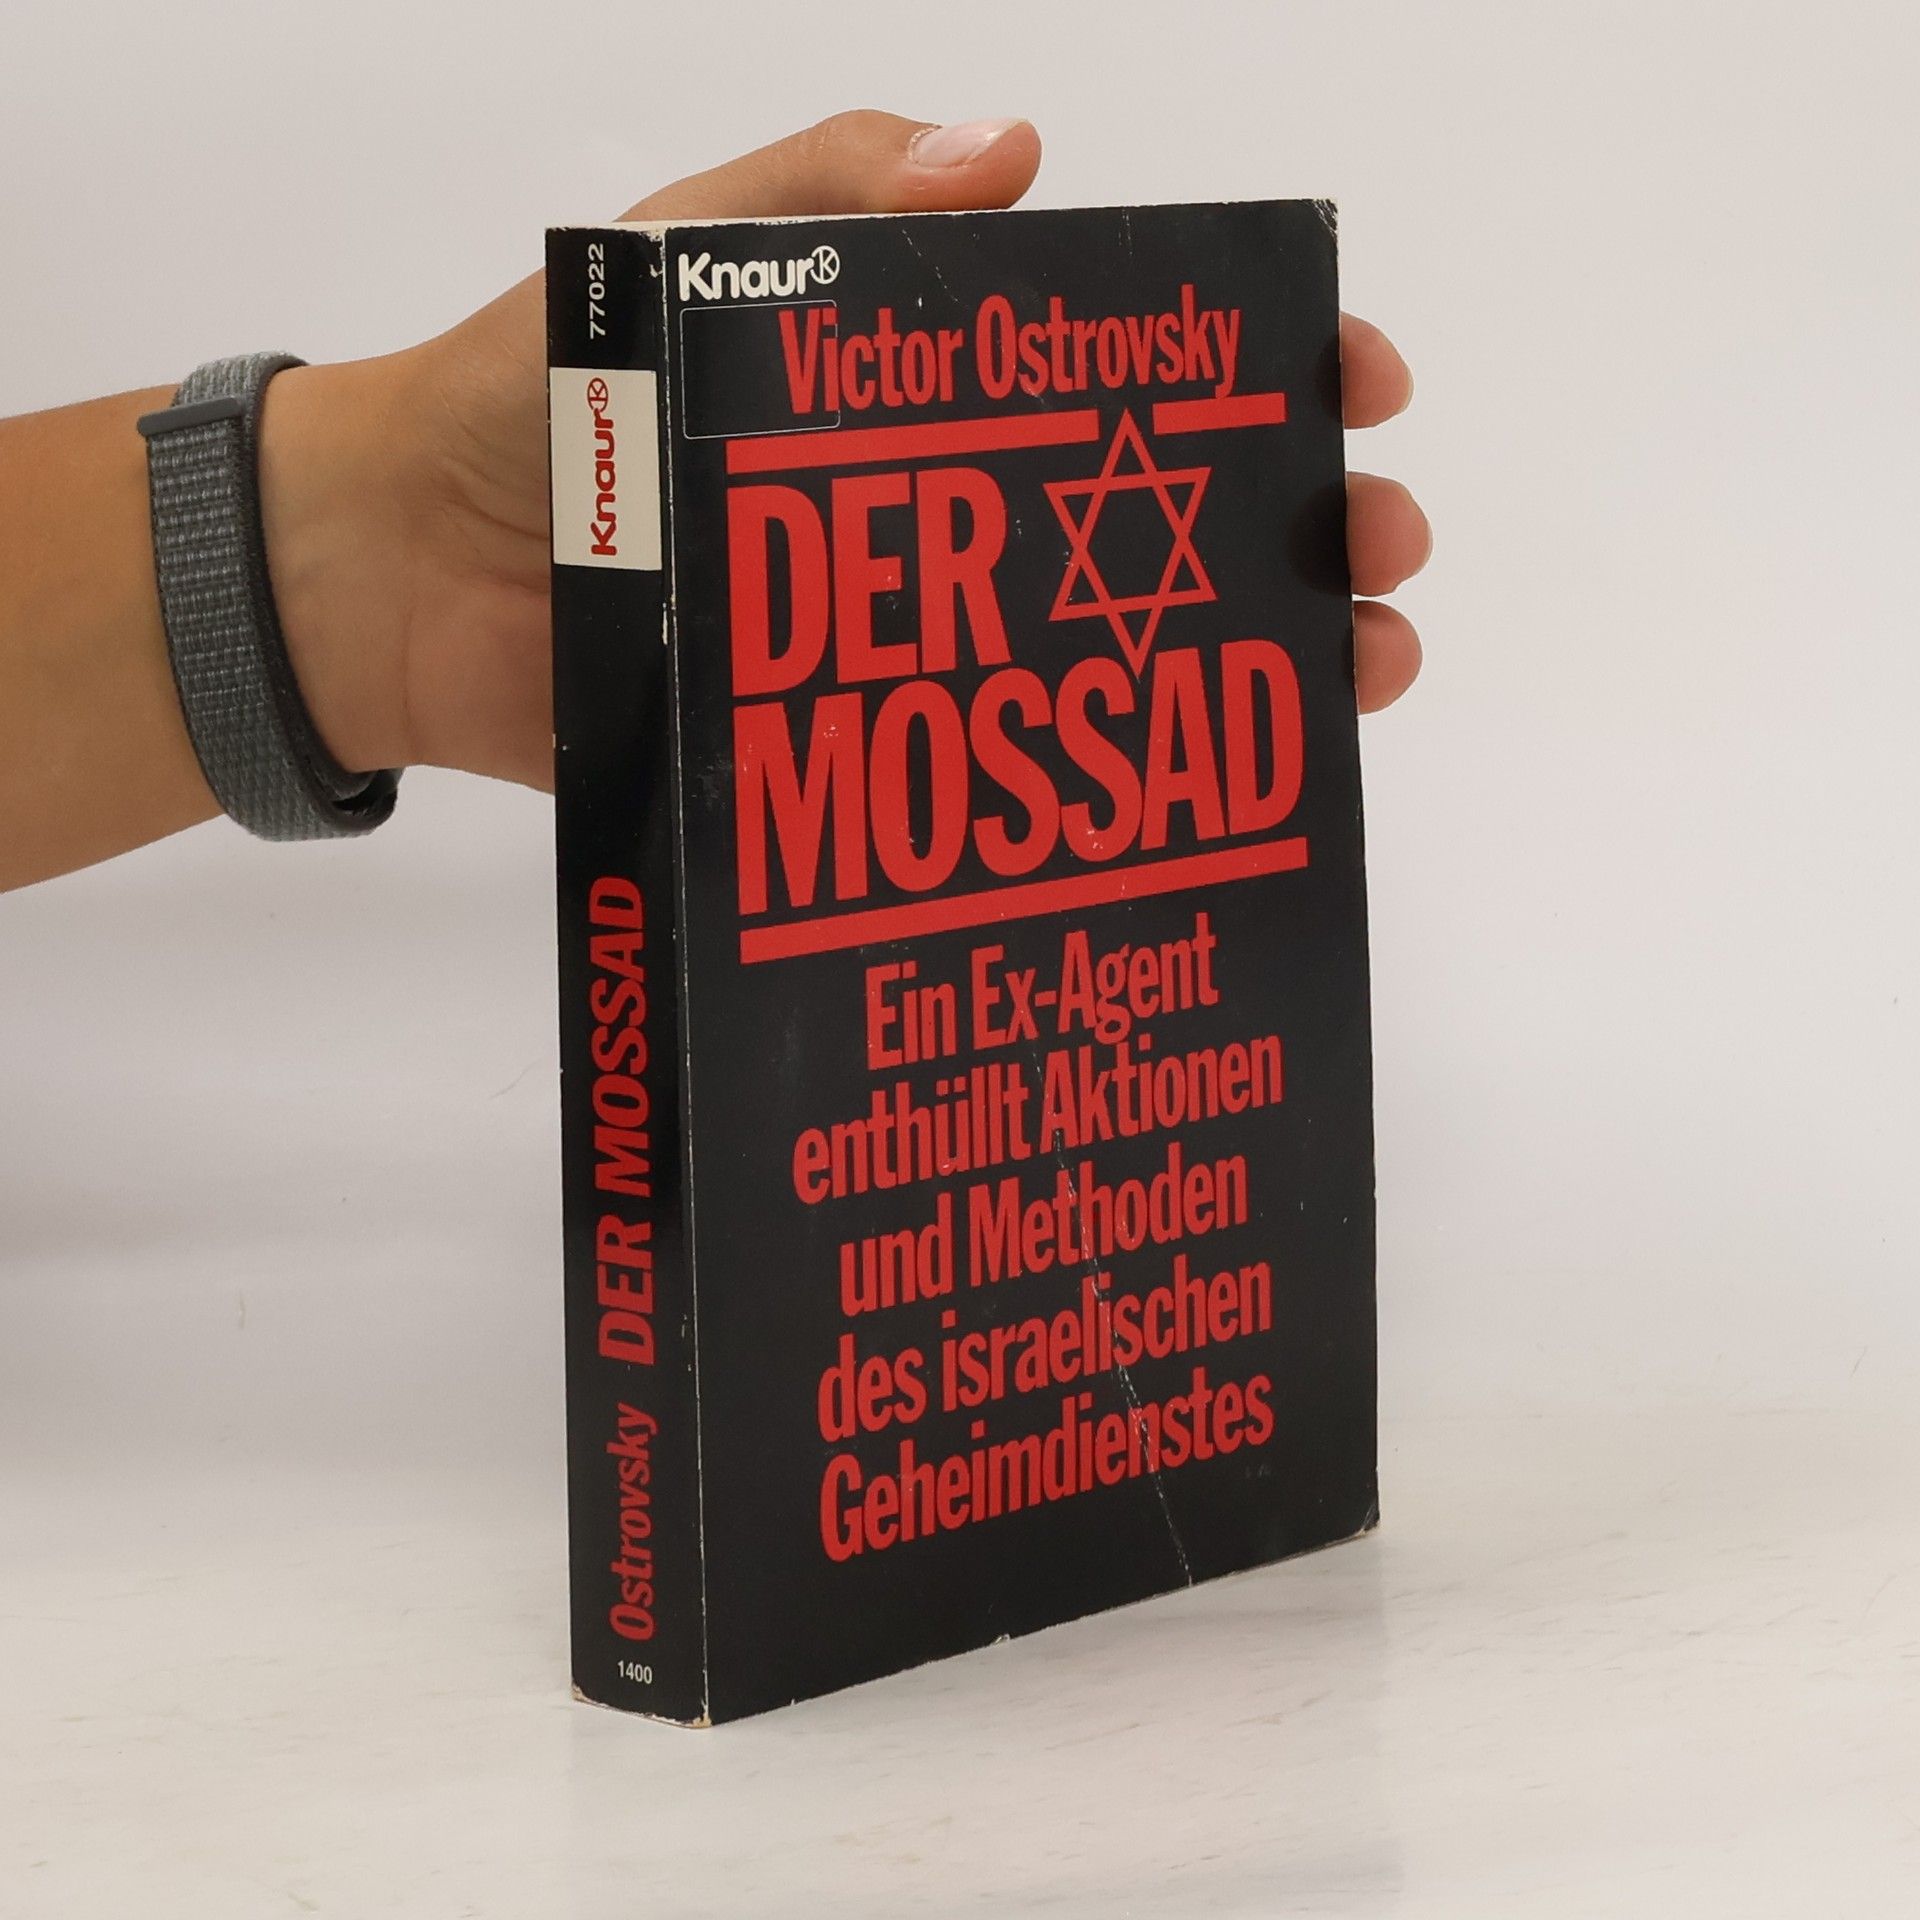 77022
Knaur
Ostrovsky DER MOSSAD
1400
Knaur
Victor Ostrovsky
DER
MOSSAD
Ein Ex-Agent
enthüllt Aktionen
und Methoden
des israelischen
Geheimdienstes